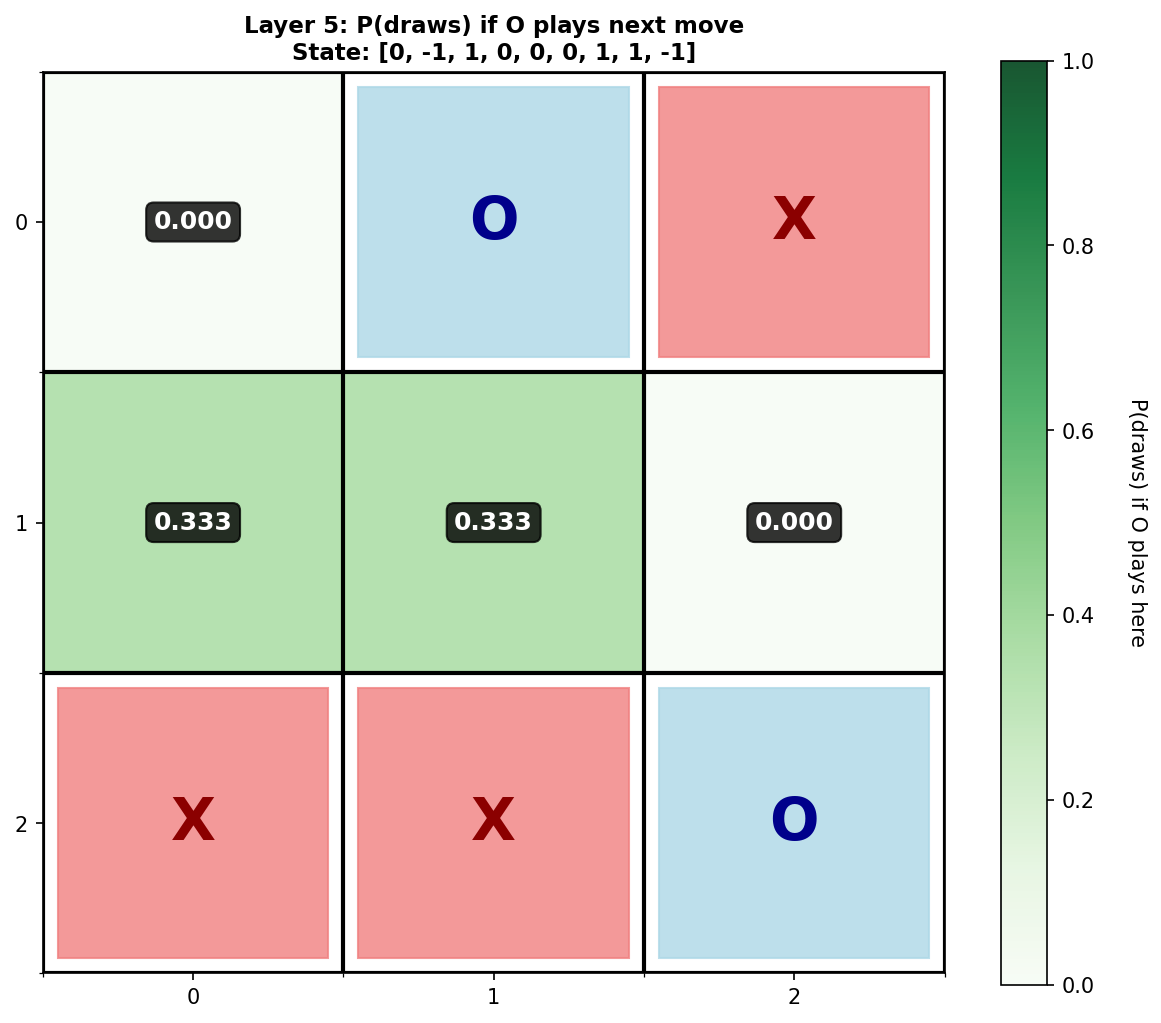 Layer 5: P(draws) if O plays next move
State: [0, -1, 1, 0, 0, 0, 1, 1, -1]
0
0.000
O
X
1
0.333
0.333
0.000
2
X
X
O
0
1
2
1.0
0.8
0.6
0.4
0.2
0.0
P(draws) if O plays here